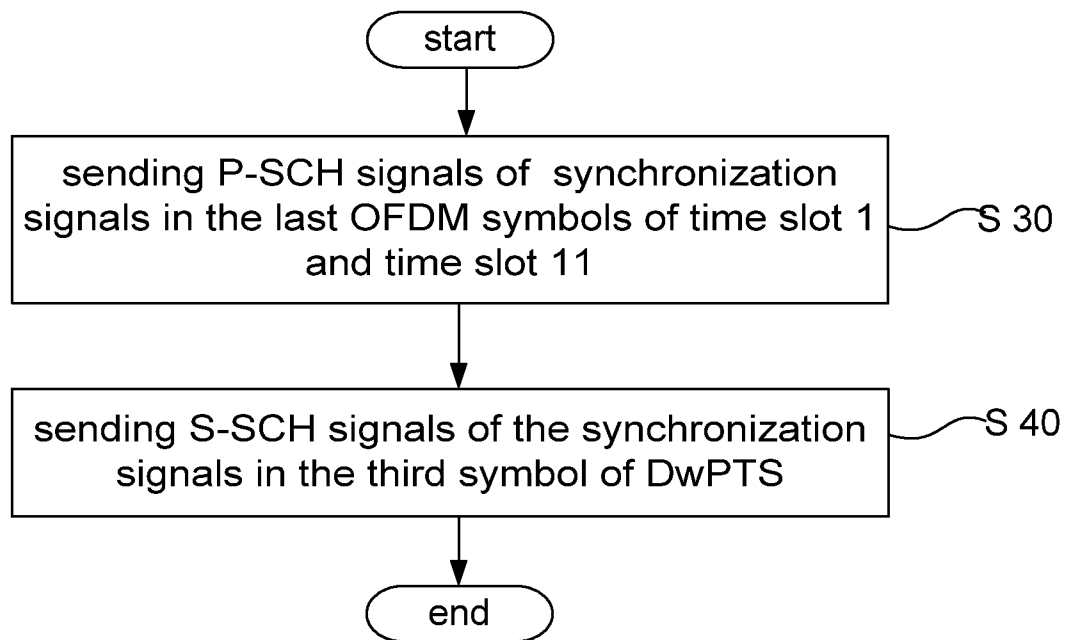 start
sending P-SCH signals of synchronization
signals in the last OFDM symbols of time slot 1
and time slot 11
S 30
sending S-SCH signals of the synchronization
signals in the third symbol of DwPTS
S 40
end